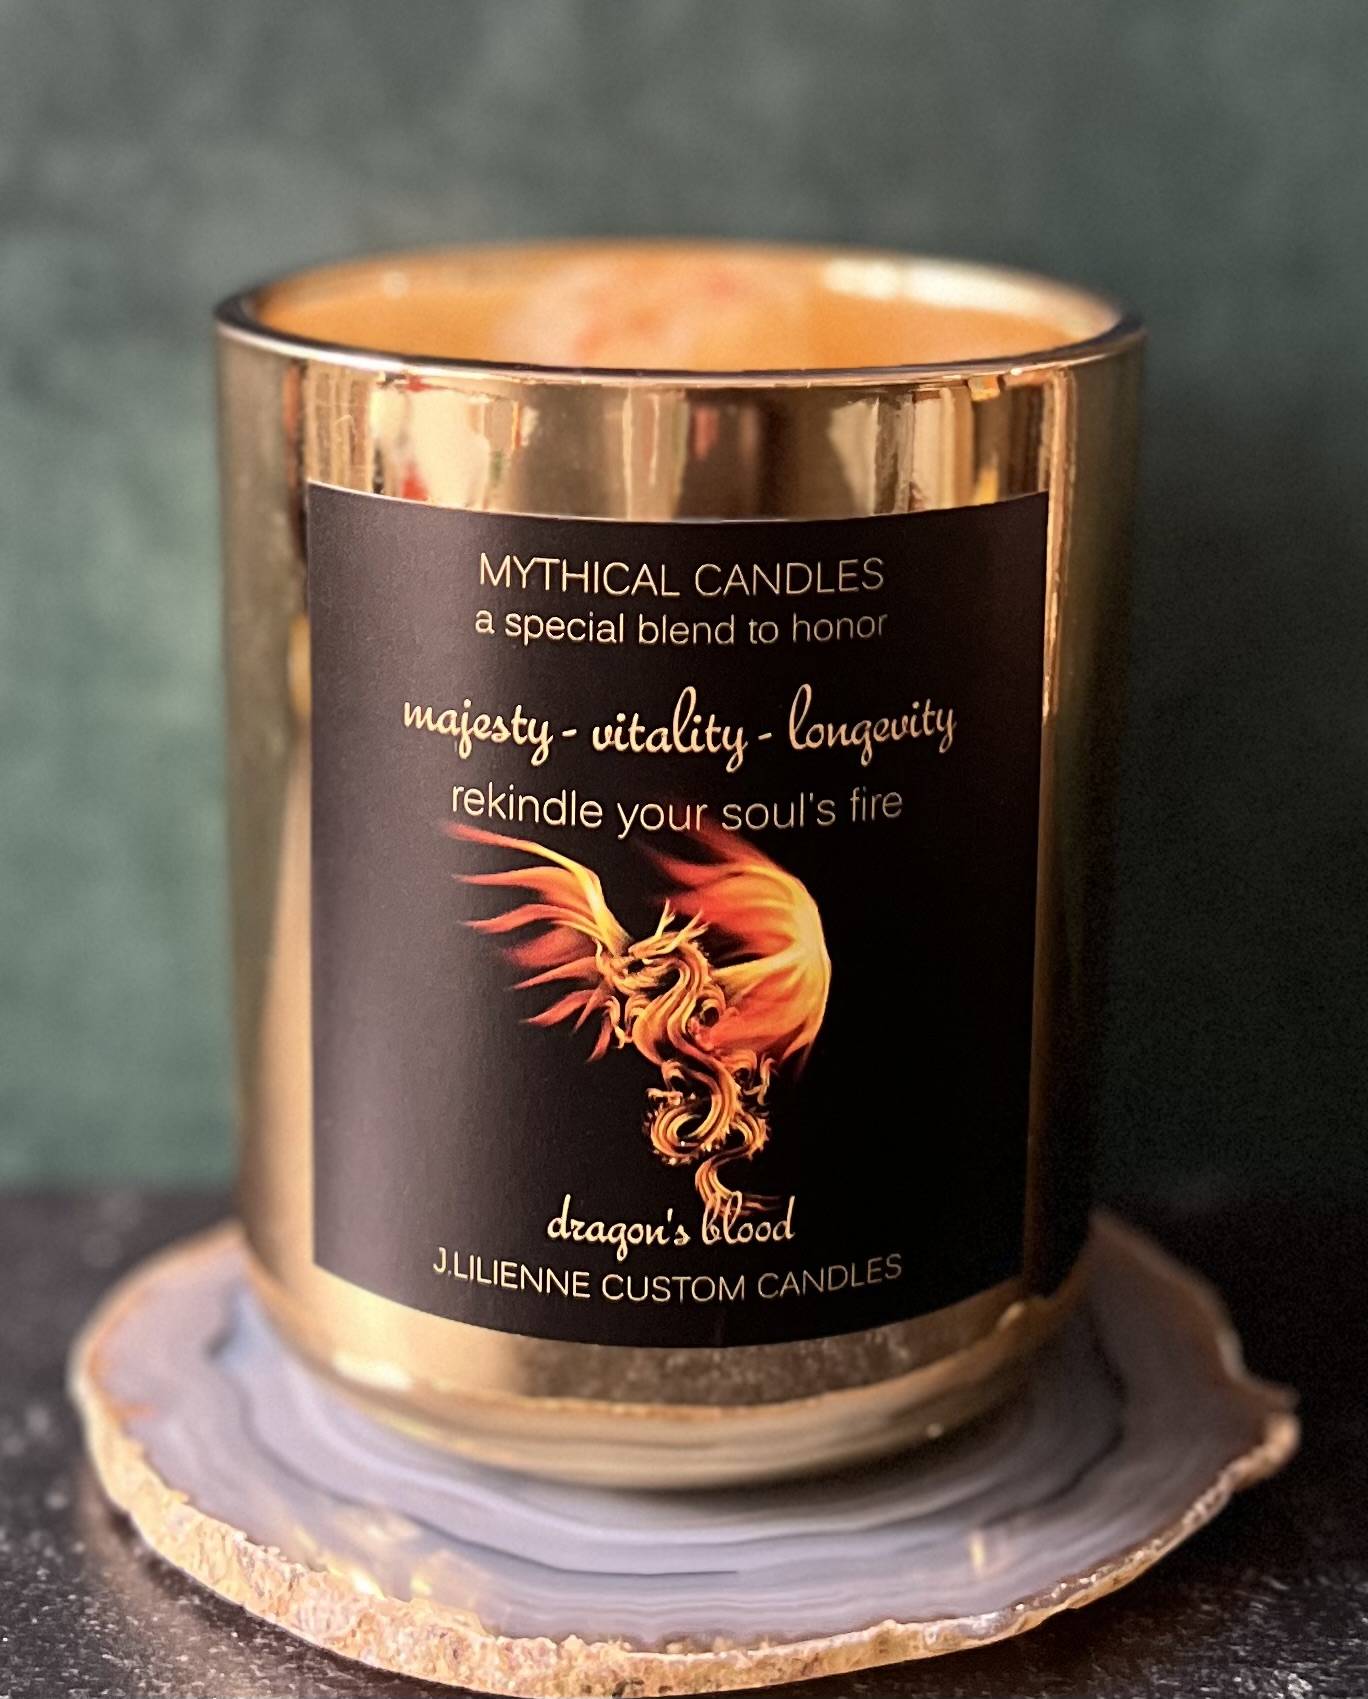 MYTHICAL CANDLES
a special blend to honor
majesty - vitality - longevity
rekindle your soul's fire
dragon's blood
J.LILIENNE CUSTOM CANDLES